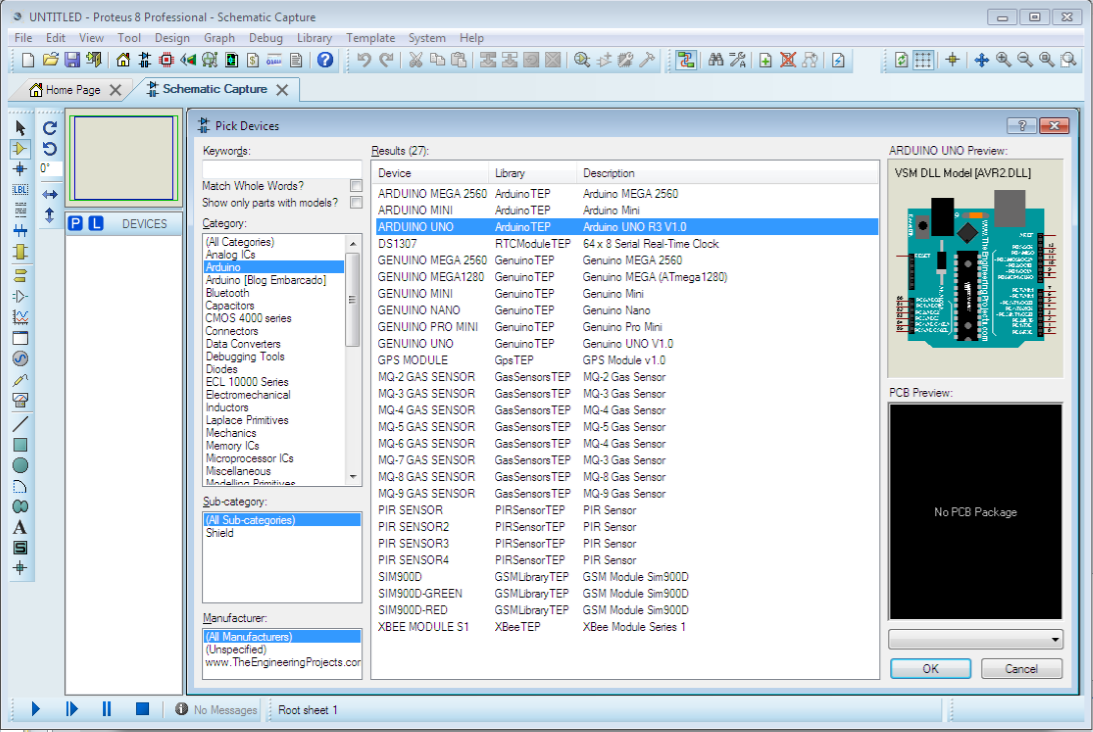 UNTITLED - Proteus 8 Professional - Schematic Capture
File Edit View Tool Design Graph Debug Library Template System Help
Home Page Schematic Capture
Pick Devices
0°
LBL
P L DEVICES
A
S
Keywords:
Match Whole Words?
Show only parts with models?
Category:
(All Categories)
Analog ICs
Arduino
Arduino [Blog Embarcado]
Bluetooth
Capacitors
CMOS 4000 series
Connectors
Data Converters
Debugging Tools
Diodes
ECL 10000 Series
Electromechanical
Inductors
Laplace Primitives
Mechanics
Memory ICs
Microprocessor ICs
Miscellaneous
Modelling Primitives
Sub-category:
(All Sub-categories)
Shield
Manufacturer:
(All Manufacturers)
(Unspecified)
www.TheEngineeringProjects.com
Results (27):
Device Library Description
ARDUINO MEGA 2560 ArduinoTEP Arduino MEGA 2560
ARDUINO MINI ArduinoTEP Arduino Mini
ARDUINO UNO ArduinoTEP Arduino UNO R3 V1.0
DS1307 RTCModuleTEP 64 x 8 Serial Real-Time Clock
GENUINO MEGA 2560 GenuinoTEP Genuino MEGA 2560
GENUINO MEGA1280 GenuinoTEP Genuino MEGA (ATmega1280)
GENUINO MINI GenuinoTEP Genuino Mini
GENUINO NANO GenuinoTEP Genuino Nano
GENUINO PRO MINI GenuinoTEP Genuino Pro Mini
GENUINO UNO GenuinoTEP Genuino UNO V1.0
GPS MODULE GpsTEP GPS Module v1.0
MQ-2 GAS SENSOR GasSensorsTEP MQ-2 Gas Sensor
MQ-3 GAS SENSOR GasSensorsTEP MQ-3 Gas Sensor
MQ-4 GAS SENSOR GasSensorsTEP MQ-4 Gas Sensor
MQ-5 GAS SENSOR GasSensorsTEP MQ-5 Gas Sensor
MQ-6 GAS SENSOR GasSensorsTEP MQ-4 Gas Sensor
MQ-7 GAS SENSOR GasSensorsTEP MQ-3 Gas Sensor
MQ-8 GAS SENSOR GasSensorsTEP MQ-8 Gas Sensor
MQ-9 GAS SENSOR GasSensorsTEP MQ-9 Gas Sensor
PIR SENSOR PIRSensorTEP PIR Sensor
PIR SENSOR2 PIRSensorTEP PIR Sensor
PIR SENSOR3 PIRSensorTEP PIR Sensor
PIR SENSOR4 PIRSensorTEP PIR Sensor
SIM900D GSMLibraryTEP GSM Module Sim900D
SIM900D-GREEN GSMLibraryTEP GSM Module Sim900D
SIM900D-RED GSMLibraryTEP GSM Module Sim900D
XBEE MODULE S1 XBeeTEP XBee Module Series 1
ARDUINO UNO Preview:
VSM DLL Model [AVR2.DLL]
www.TheEngineeringProjects.com
RESET
PCB Preview:
No PCB Package
OK Cancel
No Messages Root sheet 1